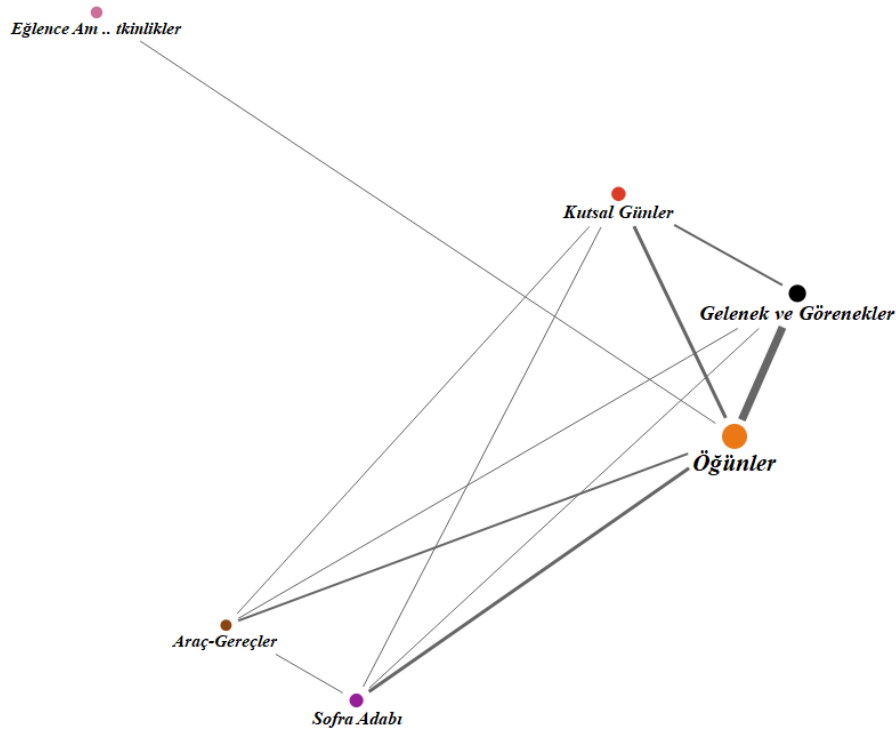 Eğlence Am .. tkinlikler
Kutsal Günler
Gelenek ve Görenekler
Öğünler
Araç-Gereçler
Sofra Adabı